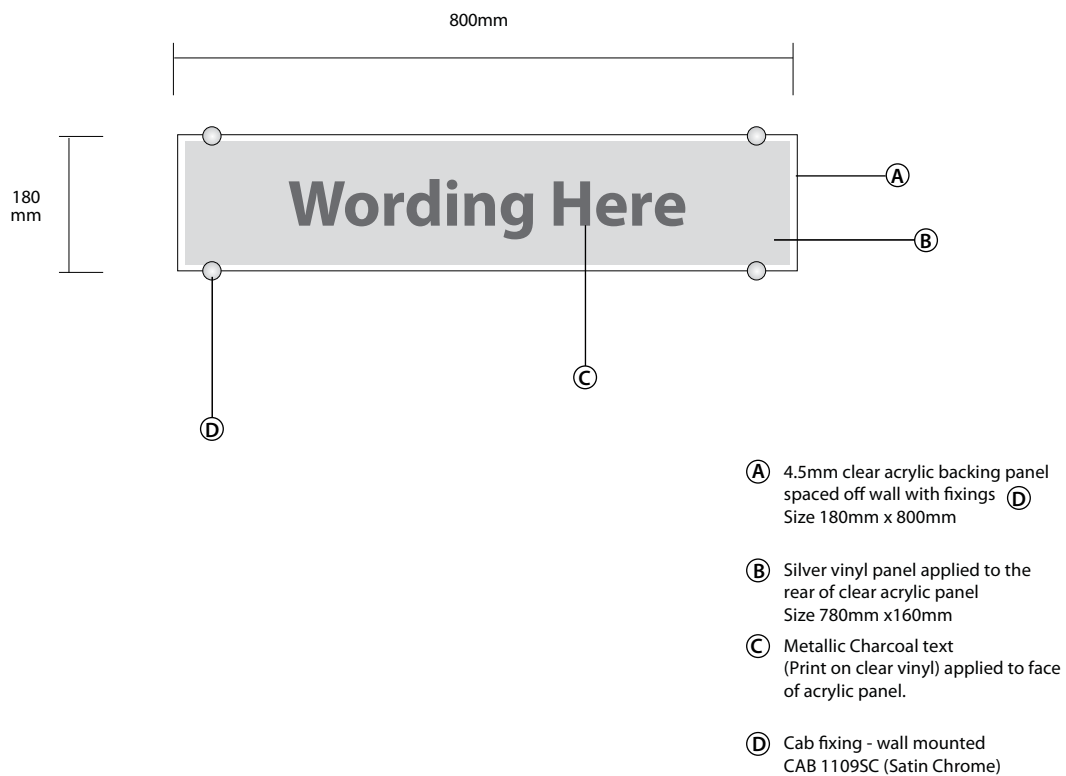 800mm
180
mm
Wording Here
A
B
C
D
A 4.5mm clear acrylic backing panel
spaced off wall with fixings D
Size 180mm x 800mm
B Silver vinyl panel applied to the
rear of clear acrylic panel
Size 780mm x160mm
C Metallic Charcoal text
(Print on clear vinyl) applied to face
of acrylic panel.
D Cab fixing - wall mounted
CAB 1109SC (Satin Chrome)